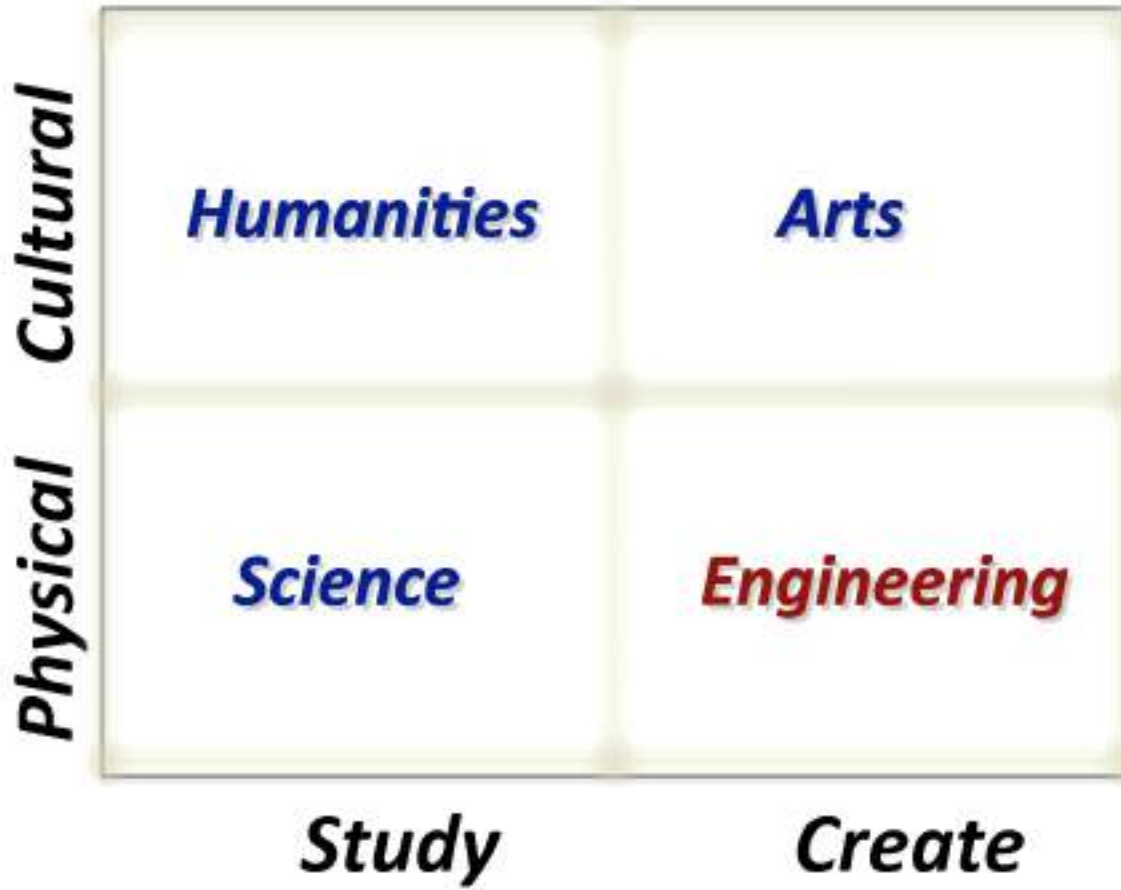 Cultural
Humanities
Arts
Physical
Science
Engineering
Study
Create